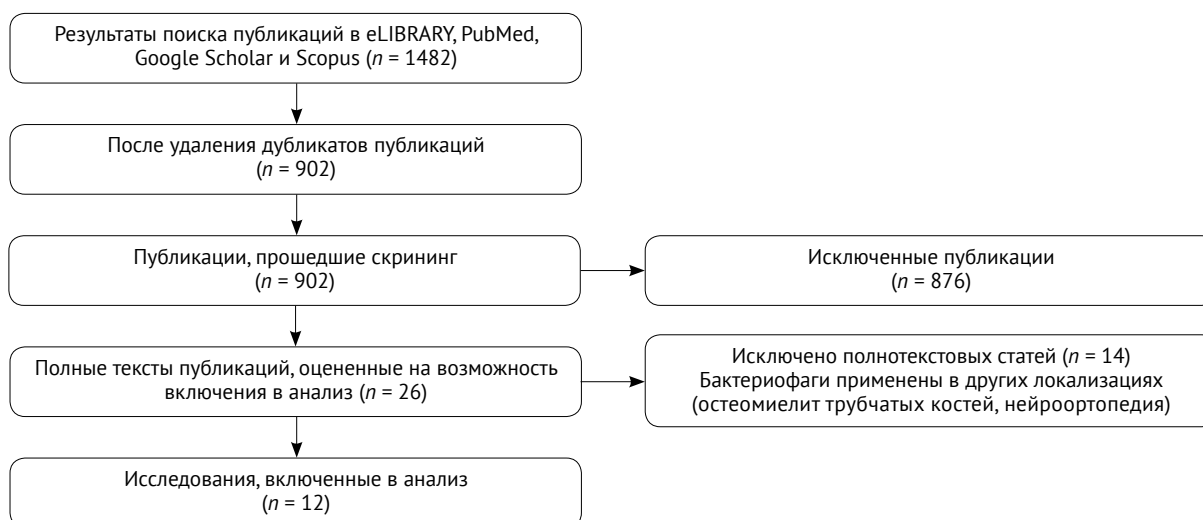 Результаты поиска публикаций в eLIBRARY, PubMed,
Google Scholar и Scopus (n = 1482)
После удаления дубликатов публикаций
(n = 902)
Публикации, прошедшие скрининг
(n = 902)
Исключенные публикации
(n = 876)
Полные тексты публикаций, оцененные на возможность
включения в анализ (n = 26)
Исключено полнотекстовых статей (n = 14)
Бактериофаги применены в других локализациях
(остеомиелит трубчатых костей, нейроортопедия)
Исследования, включенные в анализ
(n = 12)